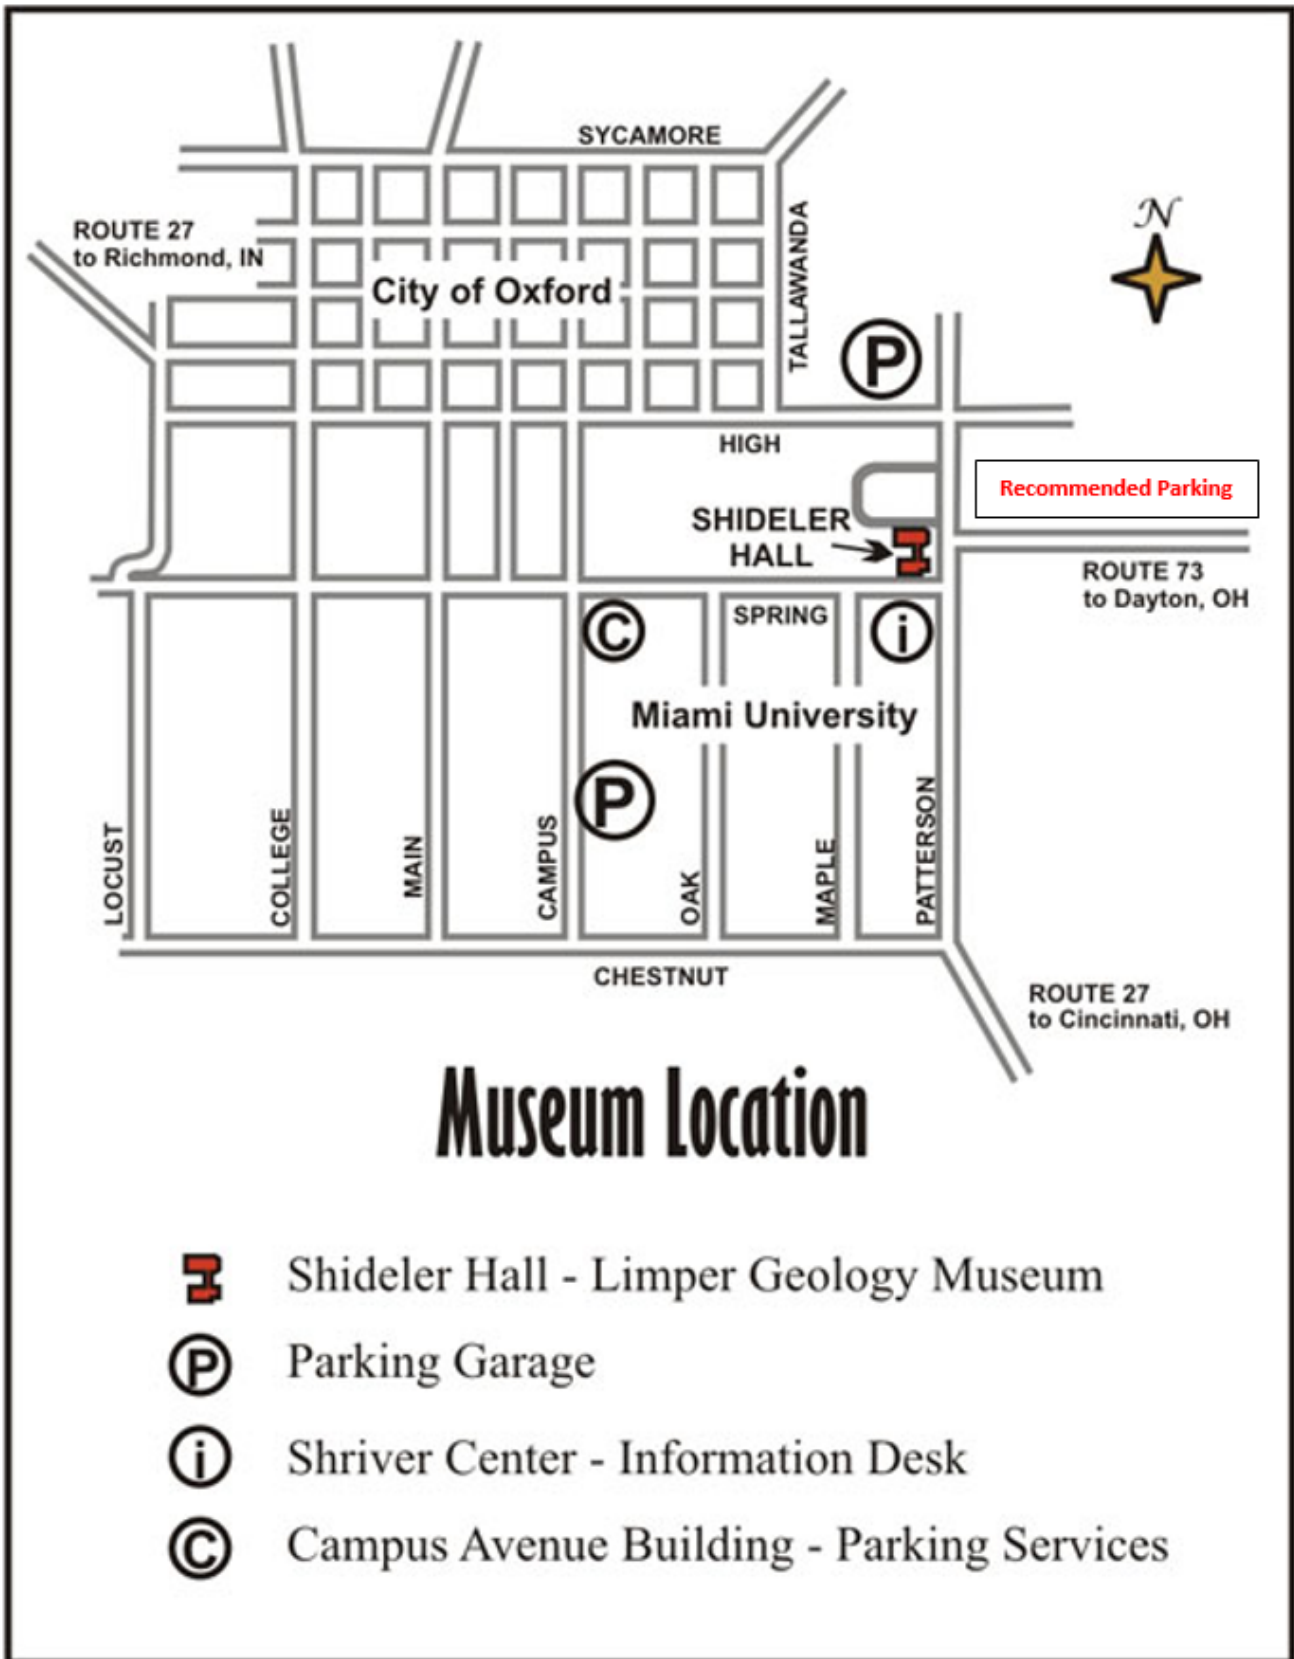 SYCAMORE
ROUTE 27
to Richmond, IN
N
City of Oxford
TALLAWANDA
P
HIGH
Recommended Parking
SHIDELER
HALL
ROUTE 73
to Dayton, OH
C
SPRING
i
Miami University
P
LOCUST
COLLEGE
MAIN
CAMPUS
OAK
MAPLE
PATTERSON
CHESTNUT
ROUTE 27
to Cincinnati, OH
Museum Location
Shideler Hall - Limper Geology Museum
P Parking Garage
i Shriver Center - Information Desk
C Campus Avenue Building - Parking Services